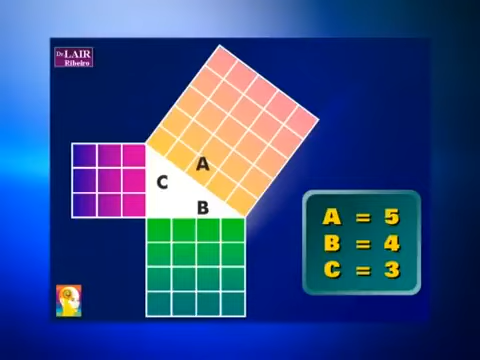 Dr LAIR
Ribeiro
A
C
B
A = 5
B = 4
C = 3